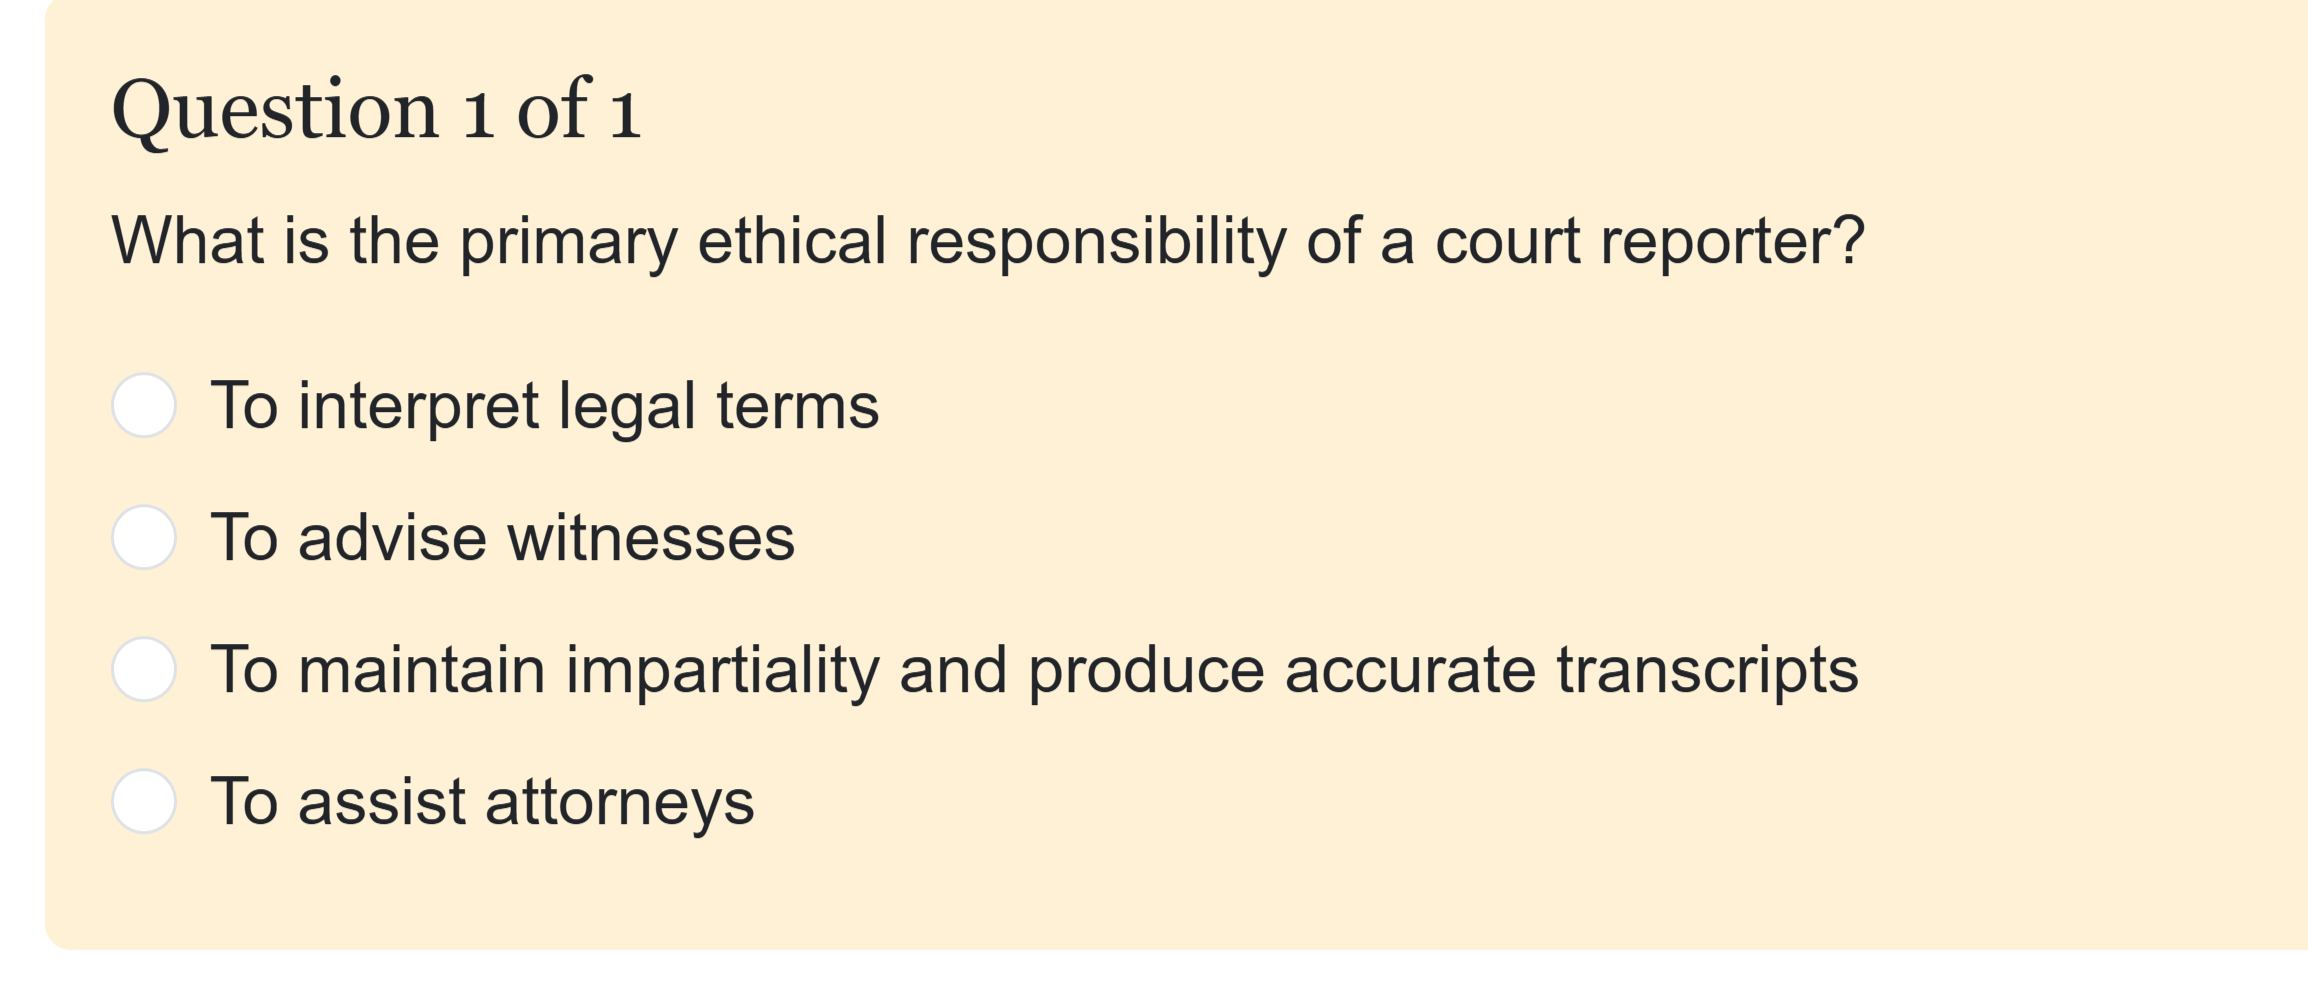 Question 1 of 1
What is the primary ethical responsibility of a court reporter?
To interpret legal terms
To advise witnesses
To maintain impartiality and produce accurate transcripts
To assist attorneys